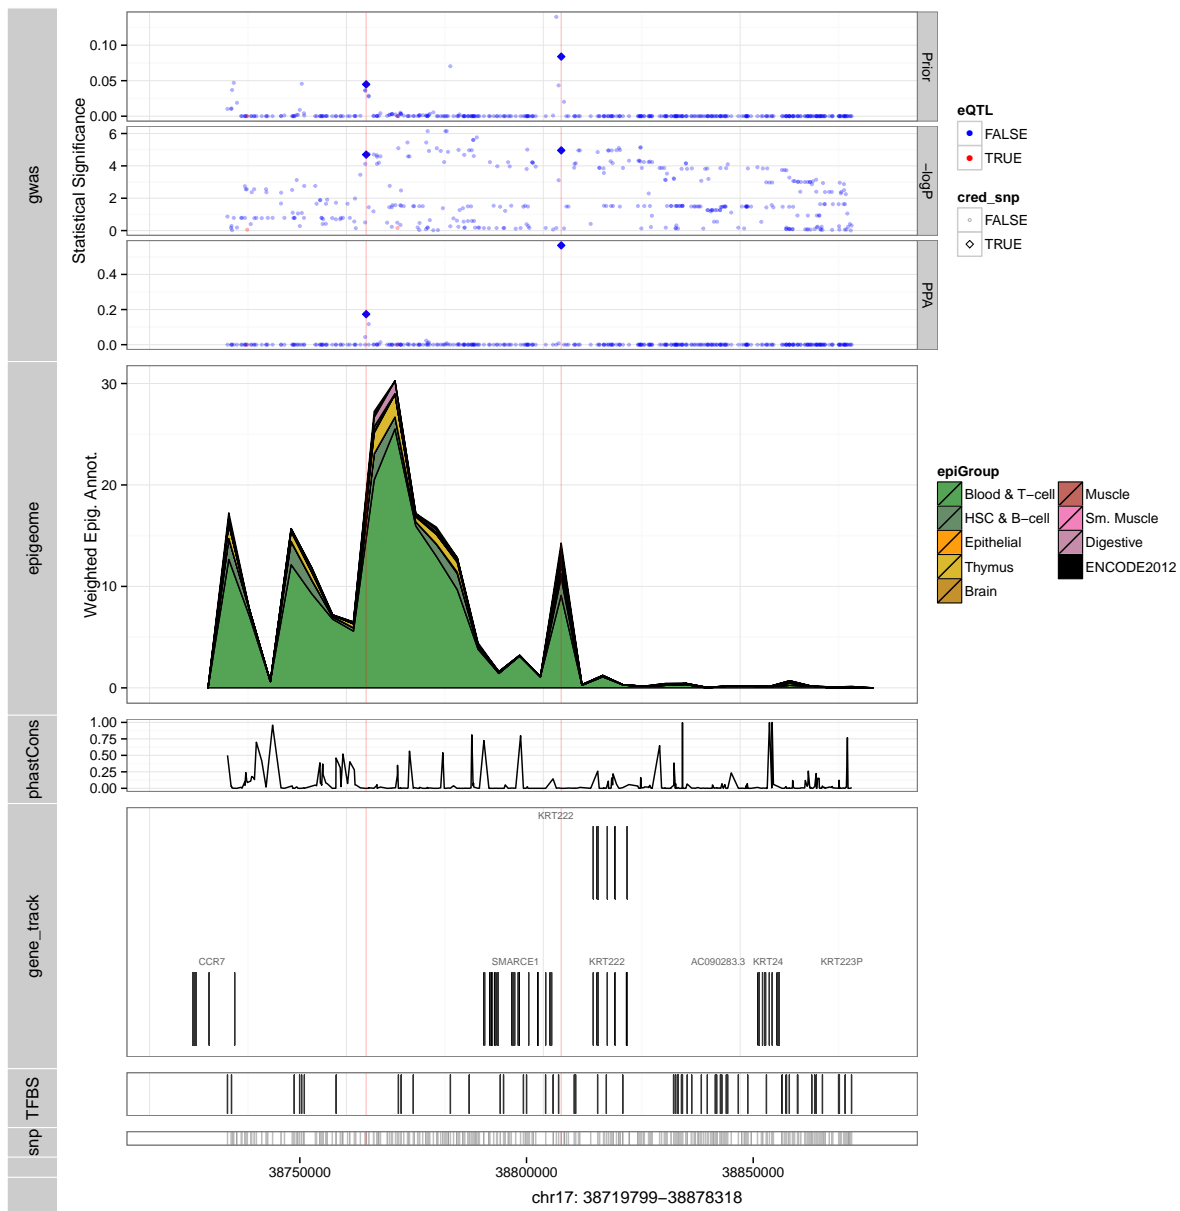 gwas
Statistical Significance
0.10
0.05
0.00
Prior
6
4
2
0
−logP
0.4
0.2
0.0
PPA
eQTL
FALSE
TRUE
cred_snp
FALSE
TRUE
epigeome
Weighted Epig. Annot.
30
20
10
0
epiGroup
Blood & T−cell
HSC & B−cell
Epithelial
Thymus
Brain
Muscle
Sm. Muscle
Digestive
ENCODE2012
phastCons
1.00
0.75
0.50
0.25
0.00
gene_track
KRT222
CCR7
SMARCE1
KRT222
AC090283.3
KRT24
KRT223P
TFBS
snp
38750000
38800000
38850000
chr17: 38719799−38878318